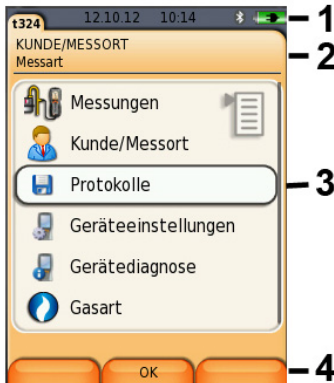 t324 12.10.12 10:14 1
KUNDE/MESSORT 2
Messart
Messungen
Kunde/Messort
Protokolle 3
Geräteeinstellungen
Gerätediagnose
Gasart
OK 4